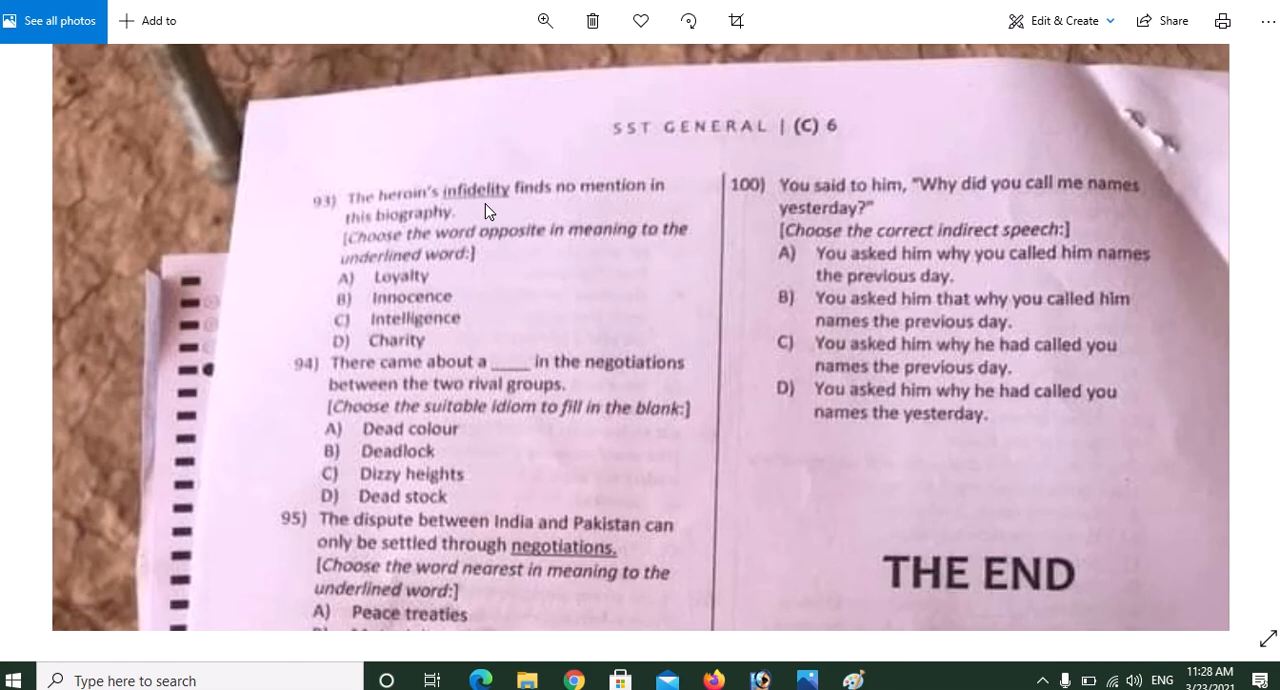 See all photos
Add to
Edit & Create
Share
SST GENERAL | (C) 6
93) The heroin's infidelity finds no mention in
this biography.
[Choose the word opposite in meaning to the
underlined word:]
A) Loyalty
B) Innocence
C) Intelligence
D) Charity
94) There came about a ____ in the negotiations
between the two rival groups.
[Choose the suitable idiom to fill in the blank:]
A) Dead colour
B) Deadlock
C) Dizzy heights
D) Dead stock
95) The dispute between India and Pakistan can
only be settled through negotiations.
[Choose the word nearest in meaning to the
underlined word:]
A) Peace treaties
100) You said to him, "Why did you call me names
yesterday?"
[Choose the correct indirect speech:]
A) You asked him why you called him names
the previous day.
B) You asked him that why you called him
names the previous day.
C) You asked him why he had called you
names the previous day.
D) You asked him why he had called you
names the yesterday.
THE END
Type here to search
ENG
11:28 AM
3/23/2021